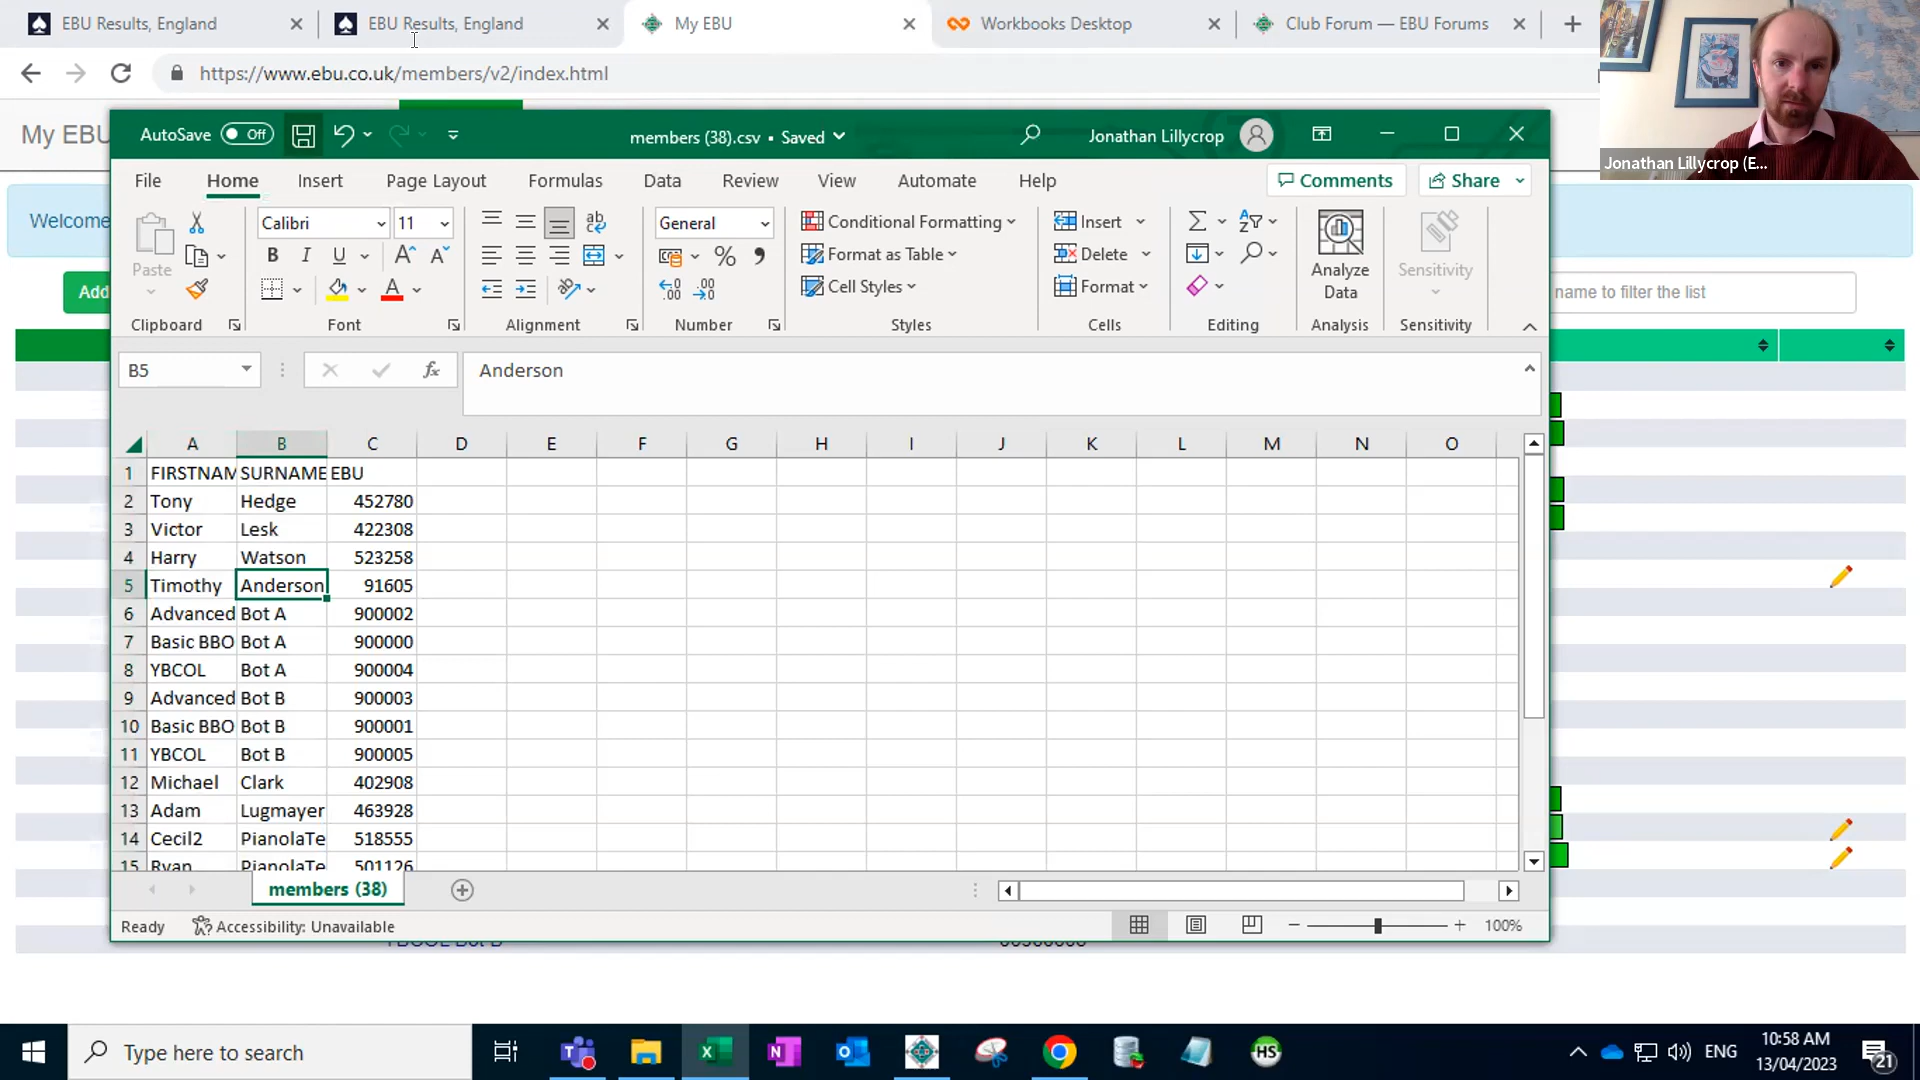 EBU Results, England
EBU Results, England
My EBU
Workbooks Desktop
Club Forum — EBU Forums
https://www.ebu.co.uk/members/v2/index.html
My EBU
AutoSave Off
members (38).csv • Saved
Jonathan Lillycrop
Jonathan Lillycrop (E...
File Home Insert Page Layout Formulas Data Review View Automate Help
Comments
Share
Welcome
Paste
Calibri 11
B I U
General
Conditional Formatting
Format as Table
Cell Styles
Insert
Delete
Format
Analyze
Data
Sensitivity
Add
name to filter the list
Clipboard Font Alignment Number Styles Cells Editing Analysis Sensitivity
B5
fx
Anderson
A B C D E F G H I J K L M N O
1 FIRSTNAM SURNAME EBU
2 Tony Hedge 452780
3 Victor Lesk 422308
4 Harry Watson 523258
5 Timothy Anderson 91605
6 Advanced Bot A 900002
7 Basic BBO Bot A 900000
8 YBCOL Bot A 900004
9 Advanced Bot B 900003
10 Basic BBO Bot B 900001
11 YBCOL Bot B 900005
12 Michael Clark 402908
13 Adam Lugmayer 463928
14 Cecil2 PianolaTe 518555
15 Ryan PianolaTe 501126
members (38)
Ready
Accessibility: Unavailable
100%
Type here to search
HS
ENG
10:58 AM
13/04/2023
21